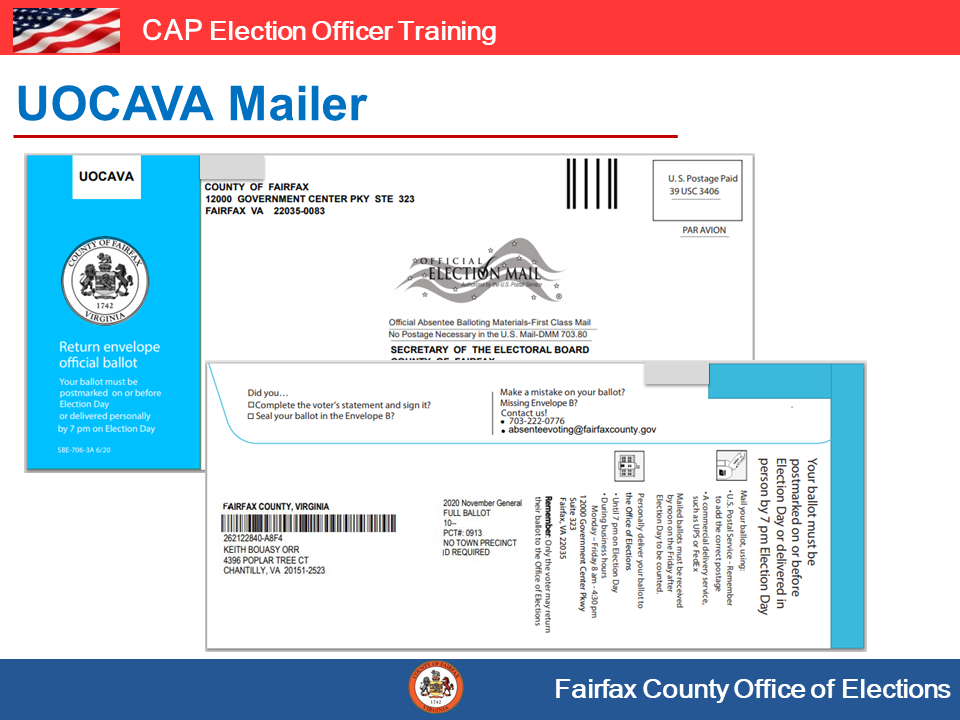 CAP Election Officer Training
UOCAVA Mailer
UOCAVA
COUNTY OF FAIRFAX
1742
VIRGINIA
Return envelope
official ballot
Your ballot must be
postmarked on or before
Election Day
or delivered personally
by 7 pm on Election Day
SBE-706-3A 6/20
COUNTY OF FAIRFAX
12000 GOVERNMENT CENTER PKY STE 323
FAIRFAX VA 22035-0083
U. S. Postage Paid
39 USC 3406
PAR AVION
OFFICIAL
ELECTION MAIL
Authorized by the U.S. Postal Service
®
Official Absentee Balloting Materials-First Class Mail
No Postage Necessary in the U.S. Mail-DMM 703.80
SECRETARY OF THE ELECTORAL BOARD
COUNTY OF FAIRFAX
Did you…
Complete the voter's statement and sign it?
Seal your ballot in the Envelope B?
Make a mistake on your ballot?
Missing Envelope B?
Contact us!
• 703-222-0776
• absenteevoting@fairfaxcounty.gov
FAIRFAX COUNTY, VIRGINIA
262122840-ABF4
KEITH BOUASY ORR
4396 POPLAR TREE CT
CHANTILLY, VA 20151-2523
2020 November General
FULL BALLOT
10--
PCT#: 0913
NO TOWN PRECINCT
ID REQUIRED
Your ballot must be
postmarked on or before
Election Day or delivered in
person by 7 pm Election Day
Mail your ballot, using:
• U.S. Postal Service - Remember
to add the correct postage
• A commercial delivery service,
such as UPS or FedEx
Mailed ballots must be received
by noon on the Friday after
Election Day to be counted.
Personally deliver your ballot to
the Office of Elections
• Until 7 pm on Election Day
• During business hours
Monday – Friday 8 am - 4:30 pm
12000 Government Center Pkwy
Suite 323
Fairfax, VA 22035
Remember: Only the voter may return
their ballot to the Office of Elections
COUNTY OF FAIRFAX
1742
VIRGINIA
Fairfax County Office of Elections